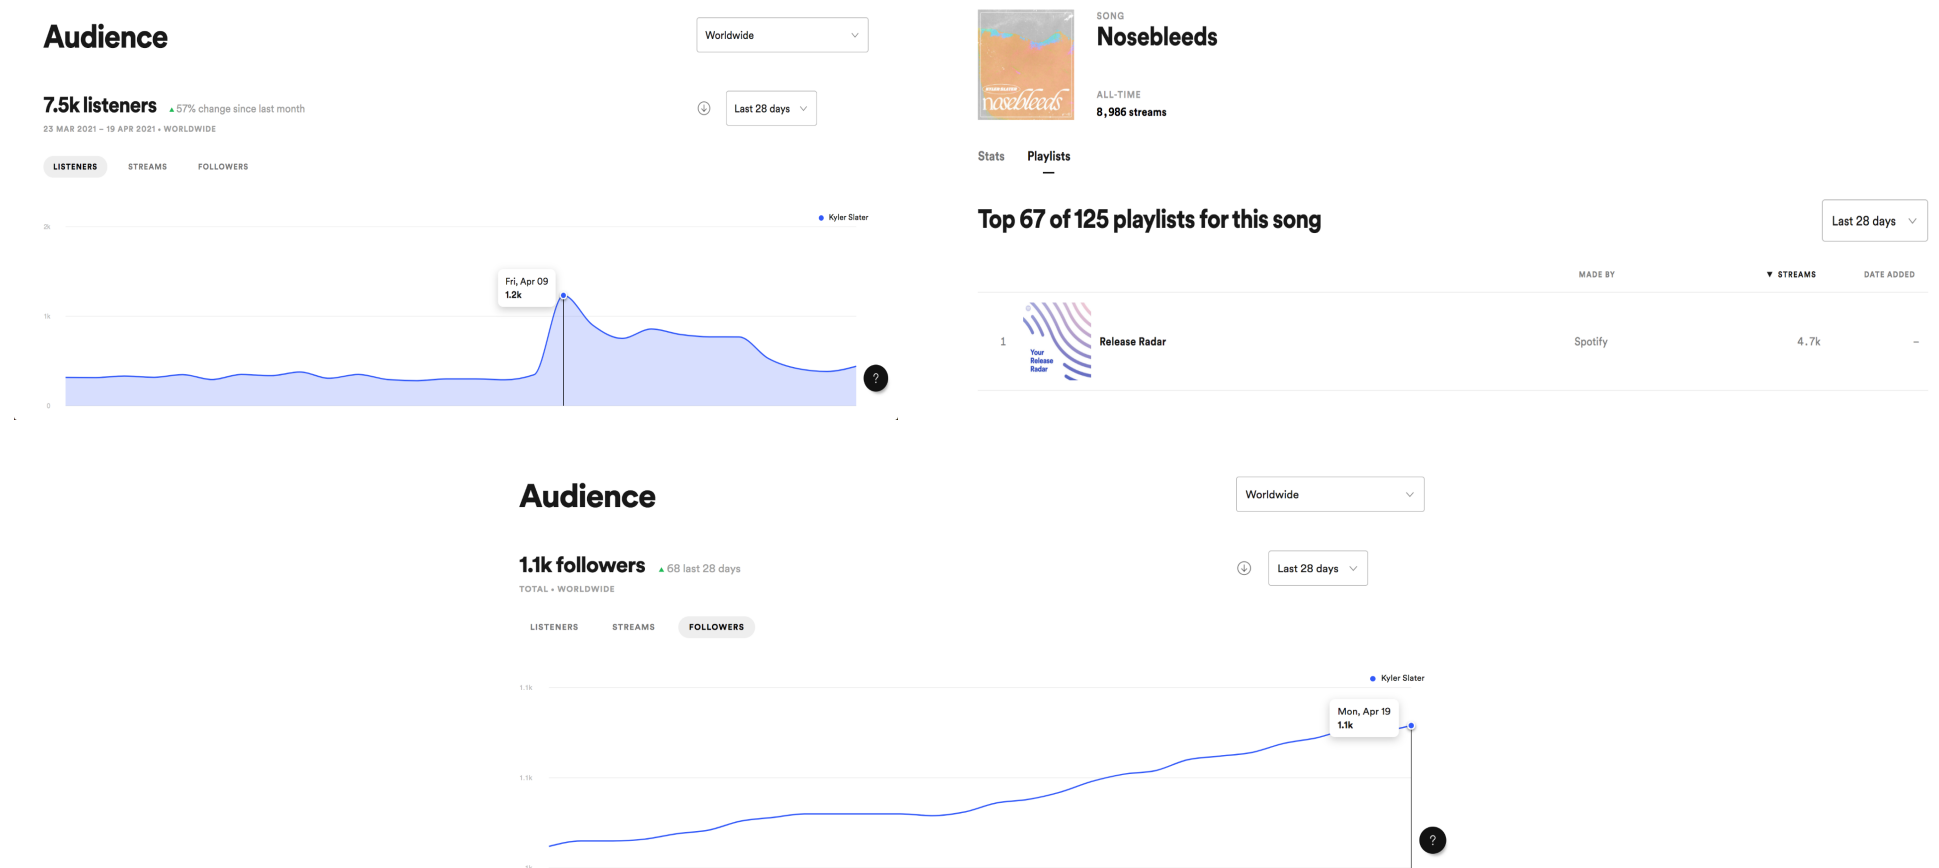 Audience
Worldwide
7.5k listeners ▲57% change since last month
Last 28 days
23 MAR 2021 – 19 APR 2021 • WORLDWIDE
LISTENERS STREAMS FOLLOWERS
Kyler Slater
2k
Fri, Apr 09
1.2k
1k
0
?
SONG
Nosebleeds
KYLER SLATER
nosebleeds
ALL-TIME
8,986 streams
Stats Playlists
Top 67 of 125 playlists for this song
Last 28 days
MADE BY ▼ STREAMS DATE ADDED
1 Release Radar Spotify 4.7k –
Your
Release
Radar
Audience
Worldwide
1.1k followers ▲68 last 28 days
Last 28 days
TOTAL • WORLDWIDE
LISTENERS STREAMS FOLLOWERS
Kyler Slater
1.1k
Mon, Apr 19
1.1k
1.1k
?